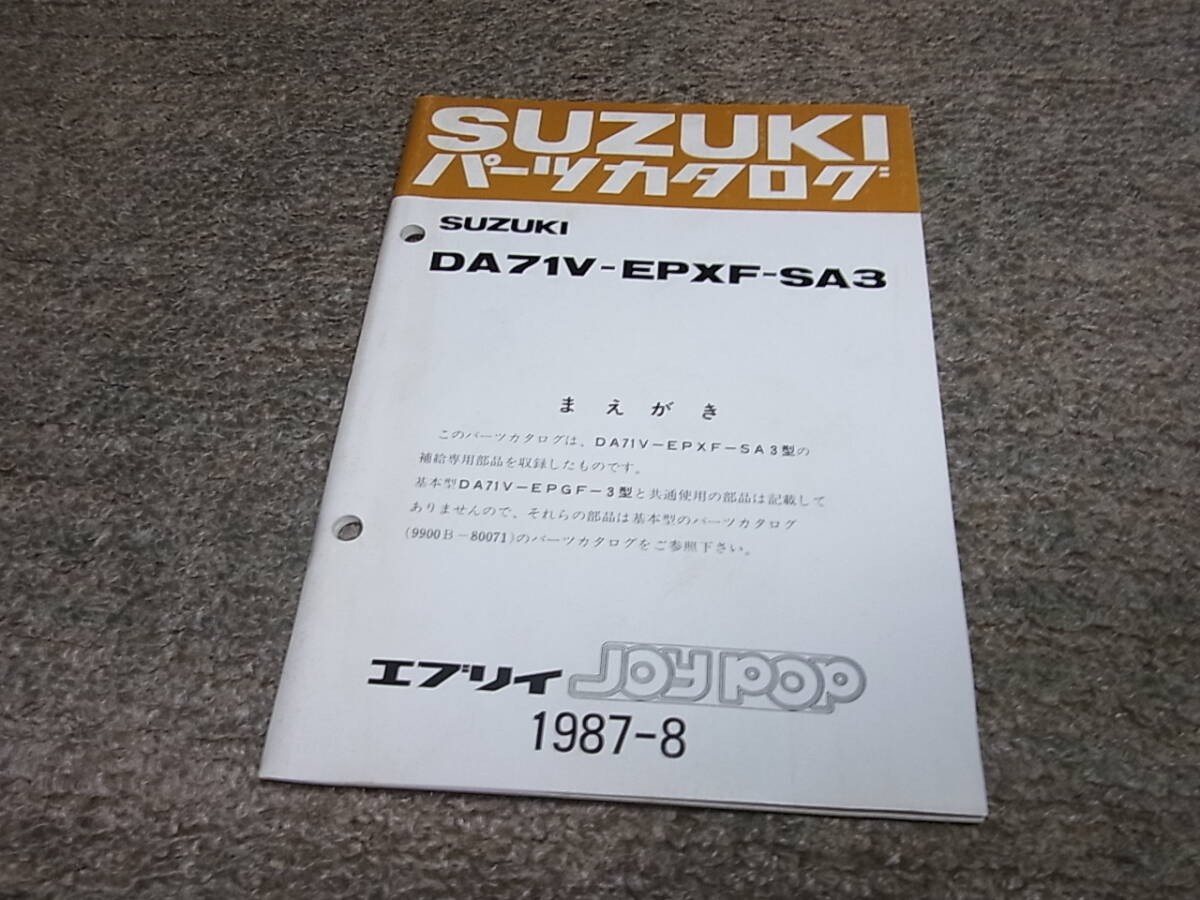 SUZUKI
パーツカタログ
SUZUKI
DA71V-EPXF-SA3
まえがき
このパーツカタログは、DA71V-EPXF-SA3型の
補給専用部品を収録したものです。
基本型DA71V-EPGF-3型と共通使用の部品は記載して
ありませんので、それらの部品は基本型のパーツカタログ
(9900B-80071)のパーツカタログをご参照下さい。
エブリイ JOY POP
1987-8